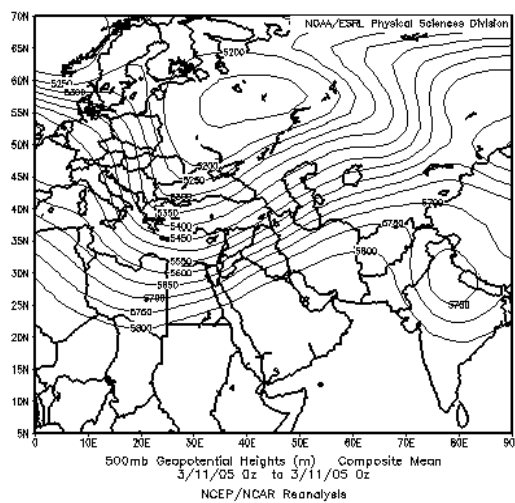 70N
NOAA/ESRL Physical Sciences Division
65N
60N
55N
50N
45N
40N
35N
30N
25N
20N
15N
10N
5N
5200
5250
5300
5200
5250
5350
5400
5450
5550
5600
5650
5700
5750
5800
5700
5750
5800
5750
0 10E 20E 30E 40E 50E 60E 70E 80E 90E
500mb Geopotential Heights (m) Composite Mean
3/11/05 0z to 3/11/05 0z
NCEP/NCAR Reanalysis